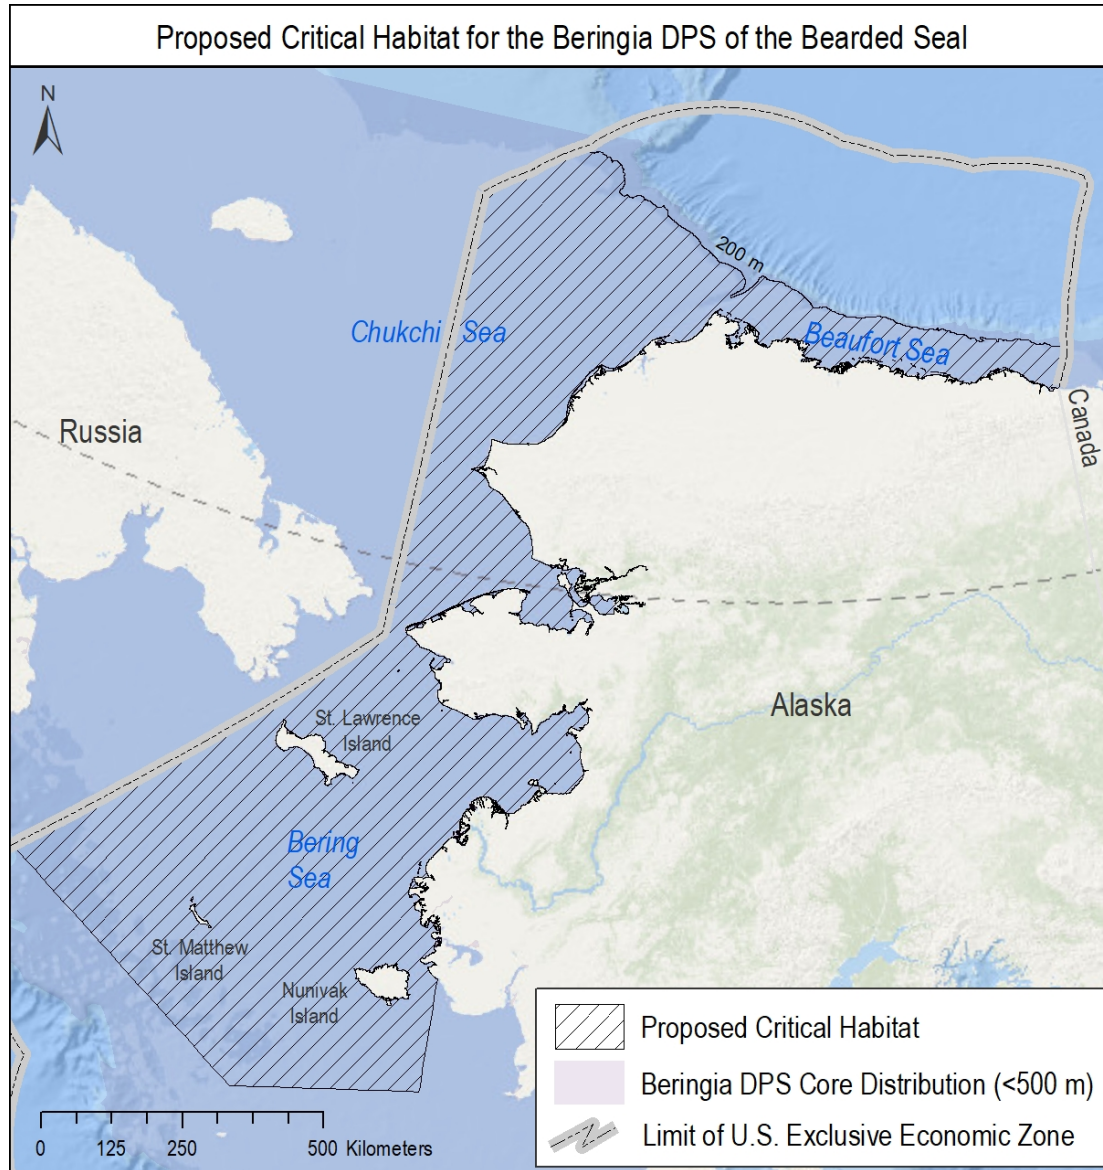 Proposed Critical Habitat for the Beringia DPS of the Bearded Seal
N
200 m
Chukchi Sea
Beaufort Sea
Russia
Canada
Alaska
St. Lawrence
Island
Bering
Sea
St. Matthew
Island
Nunivak
Island
Proposed Critical Habitat
Beringia DPS Core Distribution (<500 m)
Limit of U.S. Exclusive Economic Zone
0 125 250 500 Kilometers